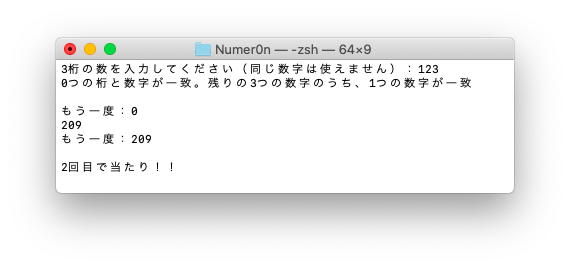 Numer0n — -zsh — 64×9
3桁の数を入力してください（同じ数字は使えません）：123
0つの桁と数字が一致。残りの3つの数字のうち、1つの数字が一致
もう一度：0
209
もう一度：209
2回目で当たり！！